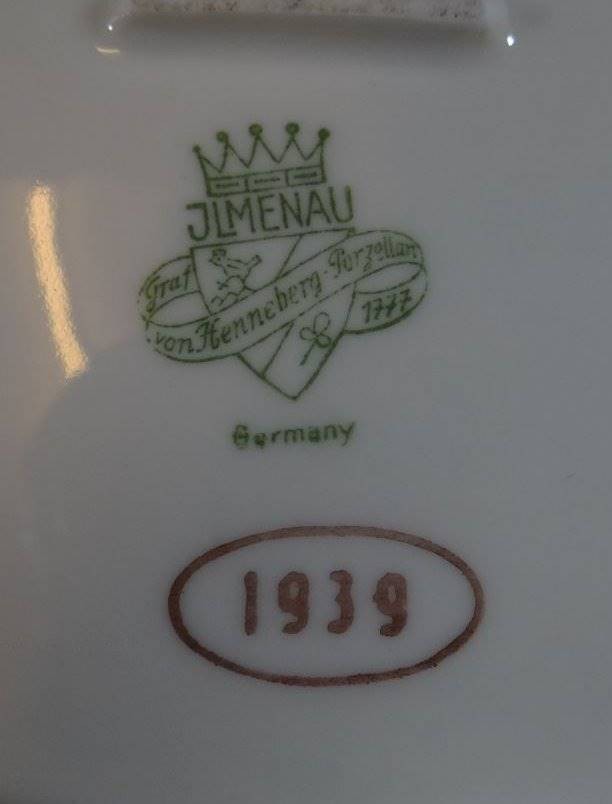 JLMENAU
Graf
von Henneberg-Porzellan
1777
Germany
1939